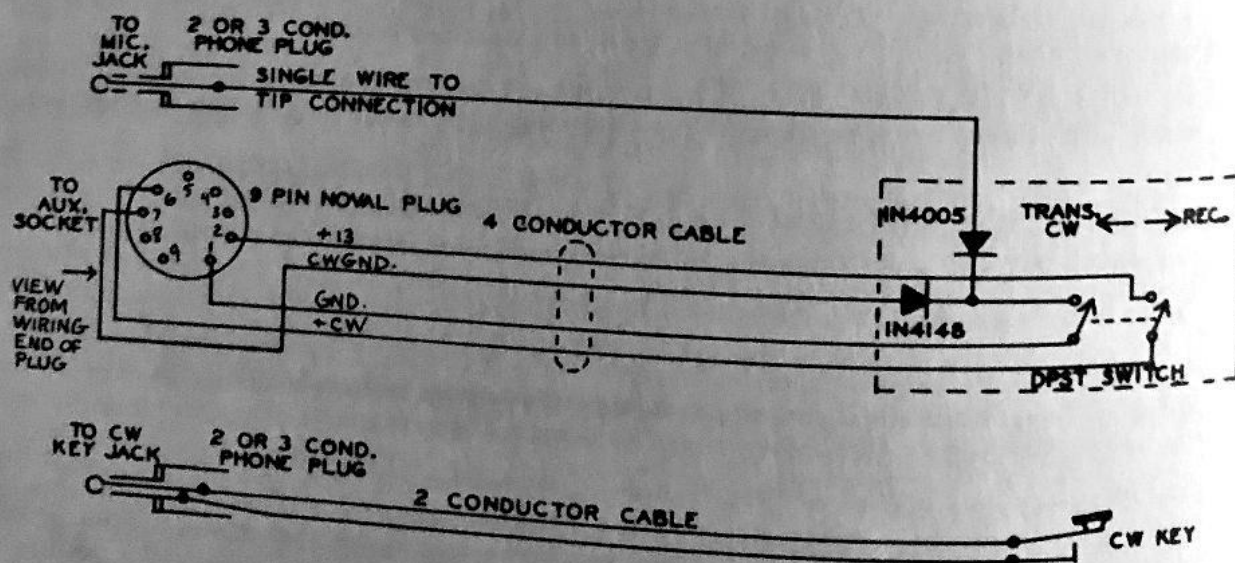 TO
MIC.
JACK
2 OR 3 COND.
PHONE PLUG
SINGLE WIRE TO
TIP CONNECTION
TO
AUX.
SOCKET
1
2
3
4
5
6
7
8
9
9 PIN NOVAL PLUG
4 CONDUCTOR CABLE
+13
CWGND.
GND.
+CW
VIEW
FROM
WIRING
END OF
PLUG
1N4005
TRANS.
CW
REC.
1N4148
DPST SWITCH
TO CW
KEY JACK
2 OR 3 COND.
PHONE PLUG
2 CONDUCTOR CABLE
CW KEY